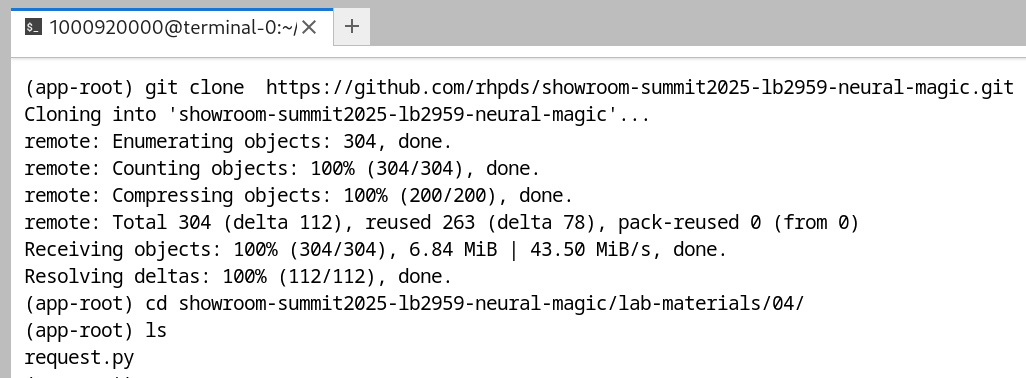 1000920000@terminal-0:~/
(app-root) git clone  https://github.com/rhpds/showroom-summit2025-lb2959-neural-magic.git
Cloning into 'showroom-summit2025-lb2959-neural-magic'...
remote: Enumerating objects: 304, done.
remote: Counting objects: 100% (304/304), done.
remote: Compressing objects: 100% (200/200), done.
remote: Total 304 (delta 112), reused 263 (delta 78), pack-reused 0 (from 0)
Receiving objects: 100% (304/304), 6.84 MiB | 43.50 MiB/s, done.
Resolving deltas: 100% (112/112), done.
(app-root) cd showroom-summit2025-lb2959-neural-magic/lab-materials/04/
(app-root) ls
request.py